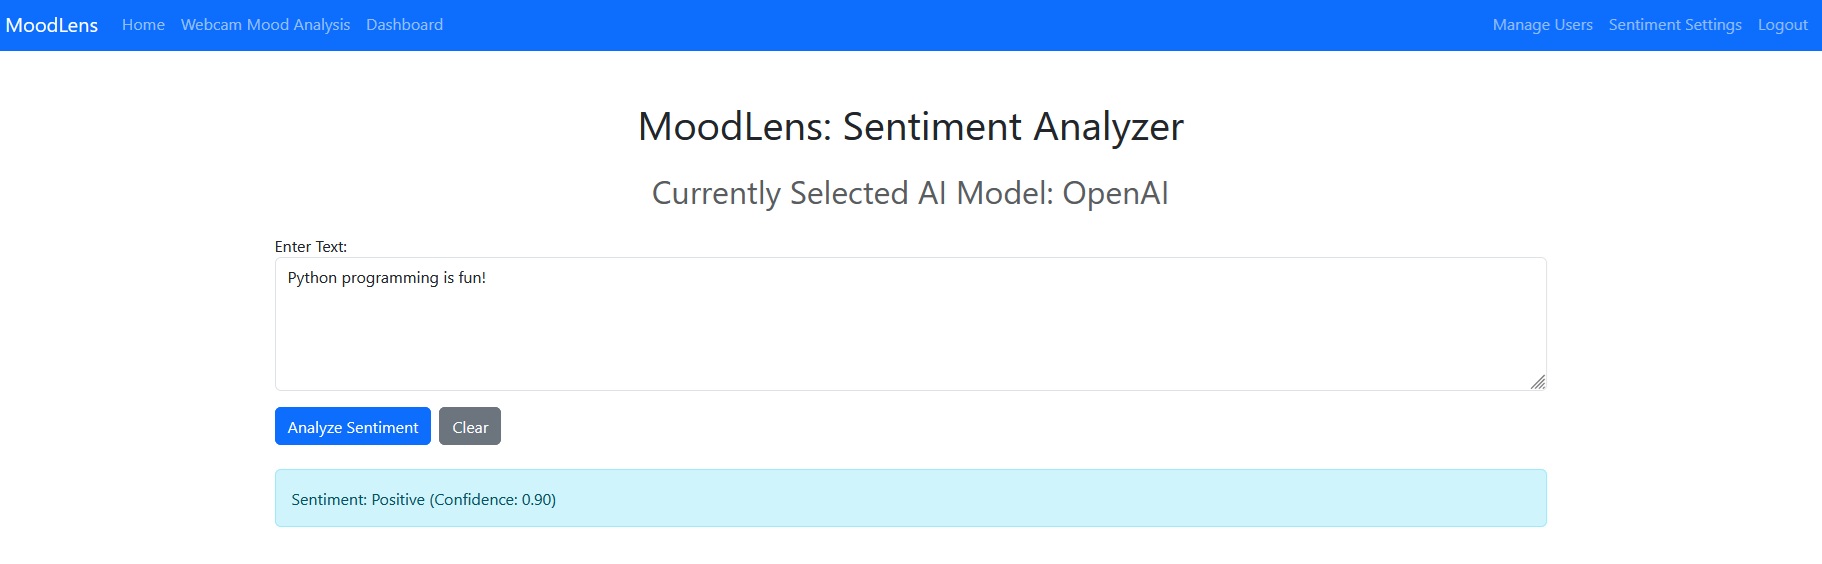 MoodLens Home Webcam Mood Analysis Dashboard Manage Users Sentiment Settings Logout
MoodLens: Sentiment Analyzer
Currently Selected AI Model: OpenAI
Enter Text:
Python programming is fun!
Analyze Sentiment Clear
Sentiment: Positive (Confidence: 0.90)